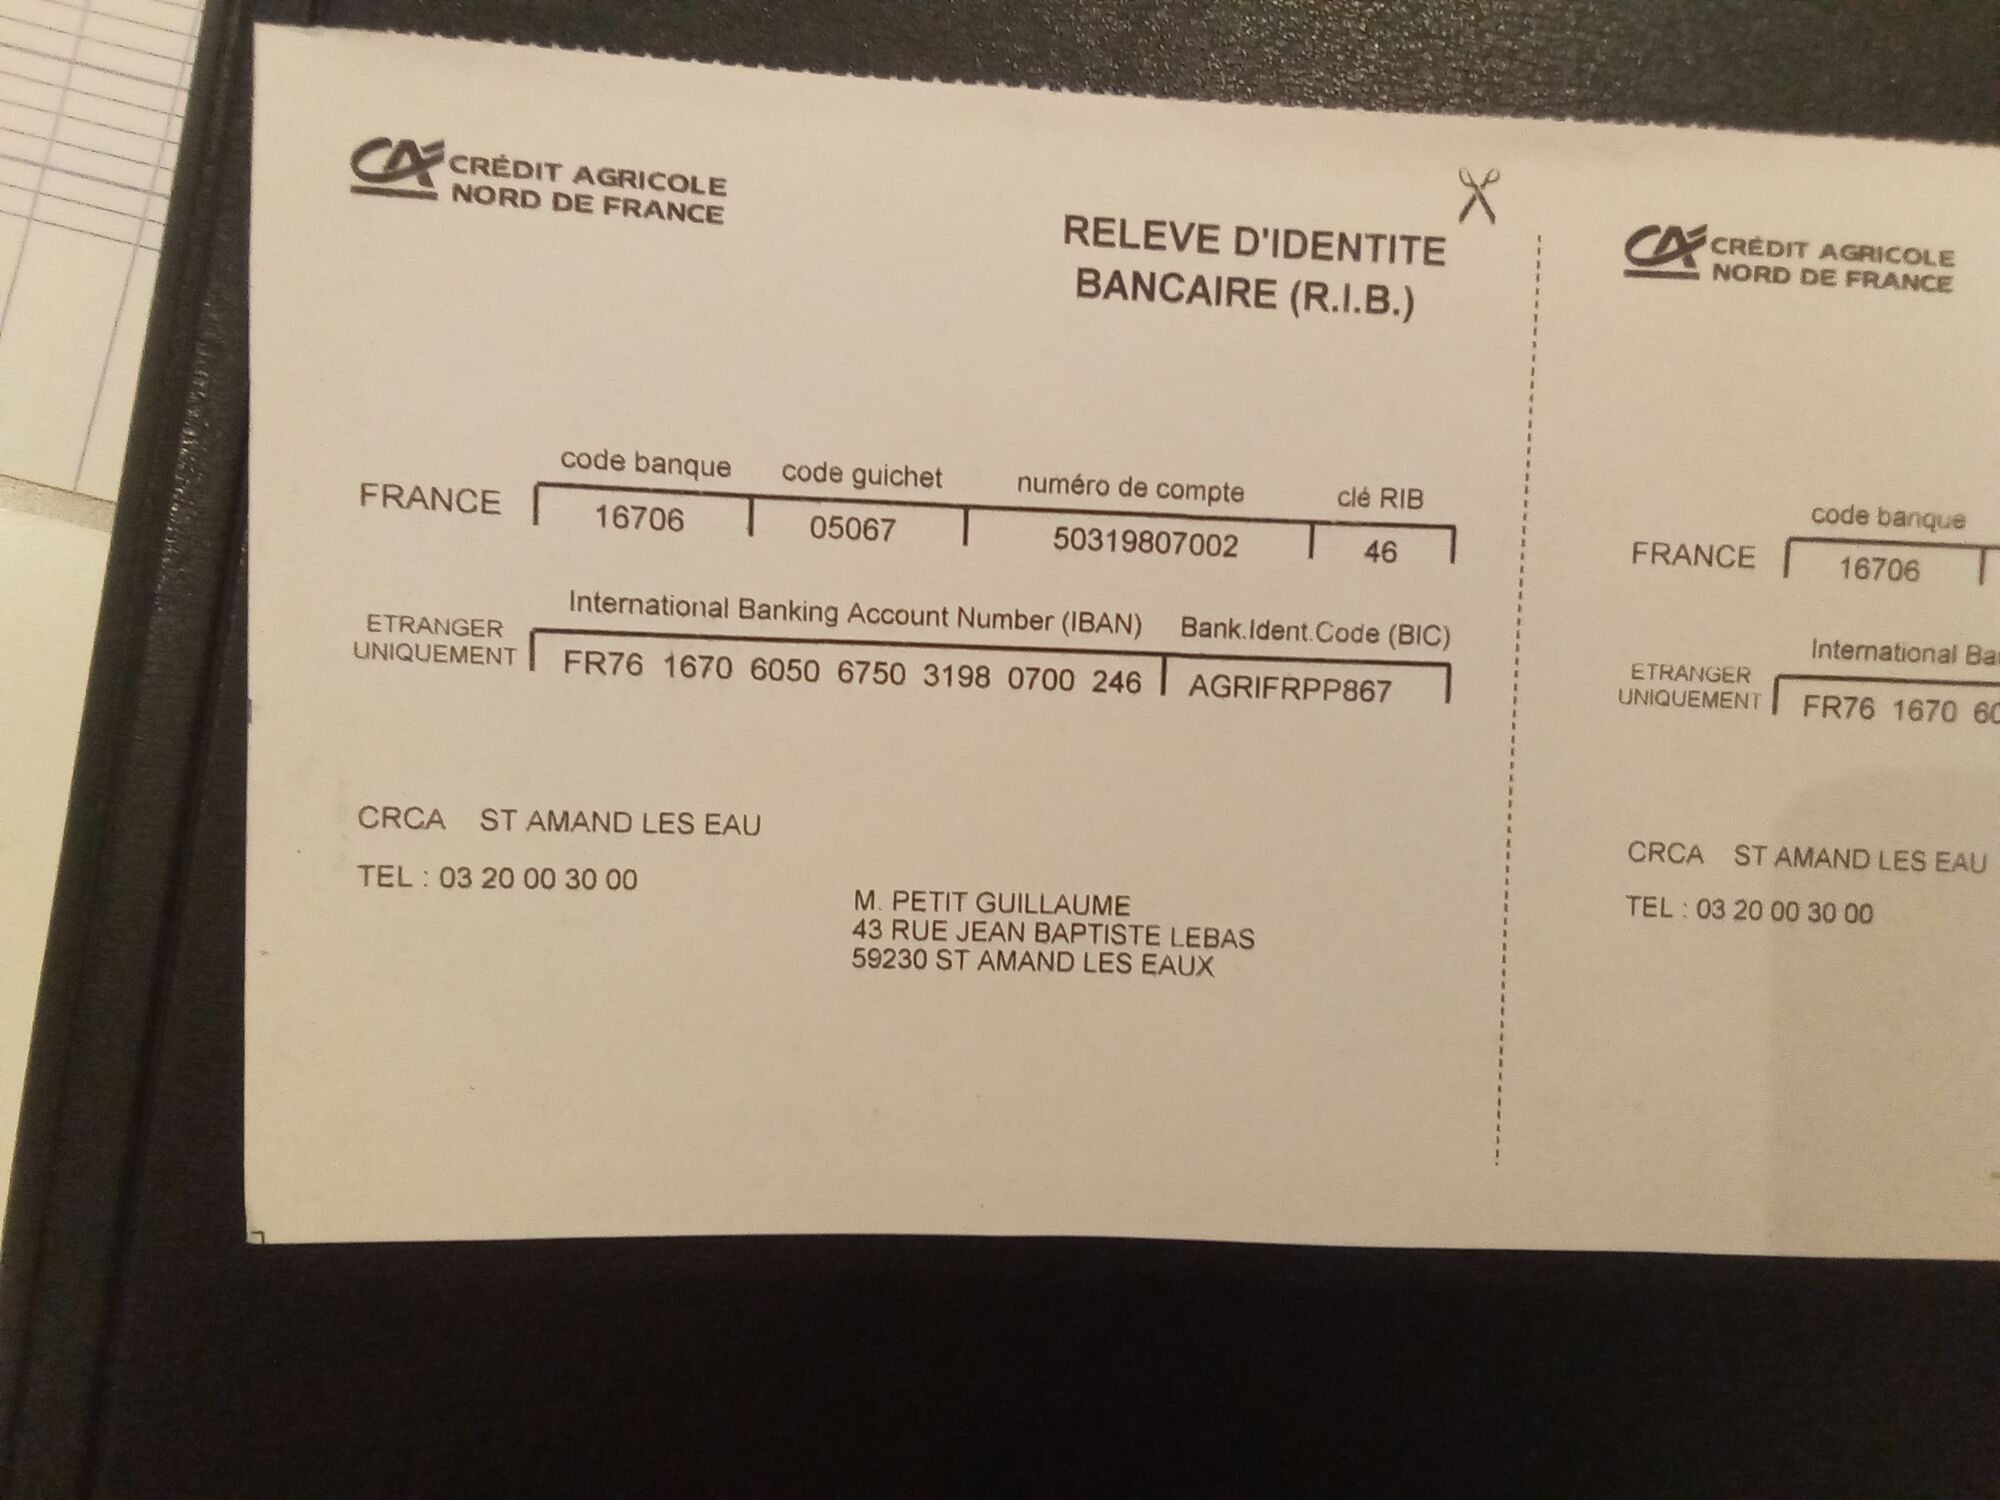 CRÉDIT AGRICOLE
NORD DE FRANCE
RELEVE D'IDENTITE
BANCAIRE (R.I.B.)
code banque code guichet numéro de compte clé RIB
FRANCE 16706 05067 50319807002 46
International Banking Account Number (IBAN) Bank.Ident.Code (BIC)
ETRANGER
UNIQUEMENT FR76 1670 6050 6750 3198 0700 246 AGRIFRPP867
CRCA ST AMAND LES EAU
TEL : 03 20 00 30 00
M. PETIT GUILLAUME
43 RUE JEAN BAPTISTE LEBAS
59230 ST AMAND LES EAUX
CRÉDIT AGRICOLE
NORD DE FRANCE
code banque
FRANCE 16706
International
ETRANGER
UNIQUEMENT FR76 1670
CRCA ST AMAND LES EAU
TEL : 03 20 00 30 00